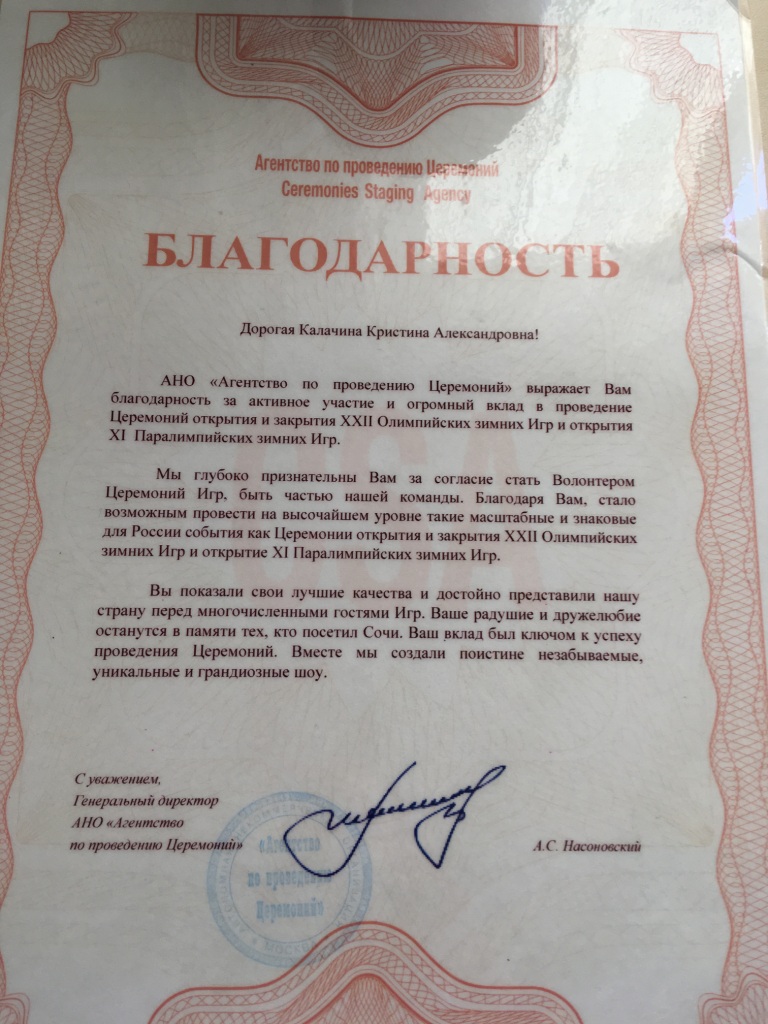 Агентство по проведению Церемоний
Ceremonies Staging Agency
БЛАГОДАРНОСТЬ
Дорогая Калачина Кристина Александровна!
АНО «Агентство по проведению Церемоний» выражает Вам
благодарность за активное участие и огромный вклад в проведение
Церемоний открытия и закрытия XXII Олимпийских зимних Игр и открытия
XI Паралимпийских зимних Игр.
Мы глубоко признательны Вам за согласие стать Волонтером
Церемоний Игр, быть частью нашей команды. Благодаря Вам, стало
возможным провести на высочайшем уровне такие масштабные и знаковые
для России события как Церемонии открытия и закрытия XXII Олимпийских
зимних Игр и открытие XI Паралимпийских зимних Игр.
Вы показали свои лучшие качества и достойно представили нашу
страну перед многочисленными гостями Игр. Ваше радушие и дружелюбие
останутся в памяти тех, кто посетил Сочи. Ваш вклад был ключом к успеху
проведения Церемоний. Вместе мы создали поистине незабываемые,
уникальные и грандиозные шоу.
С уважением,
Генеральный директор
АНО «Агентство
по проведению Церемоний»
А.С. Насоновский
«Агентство
по проведению
Церемоний»
МОСКВА